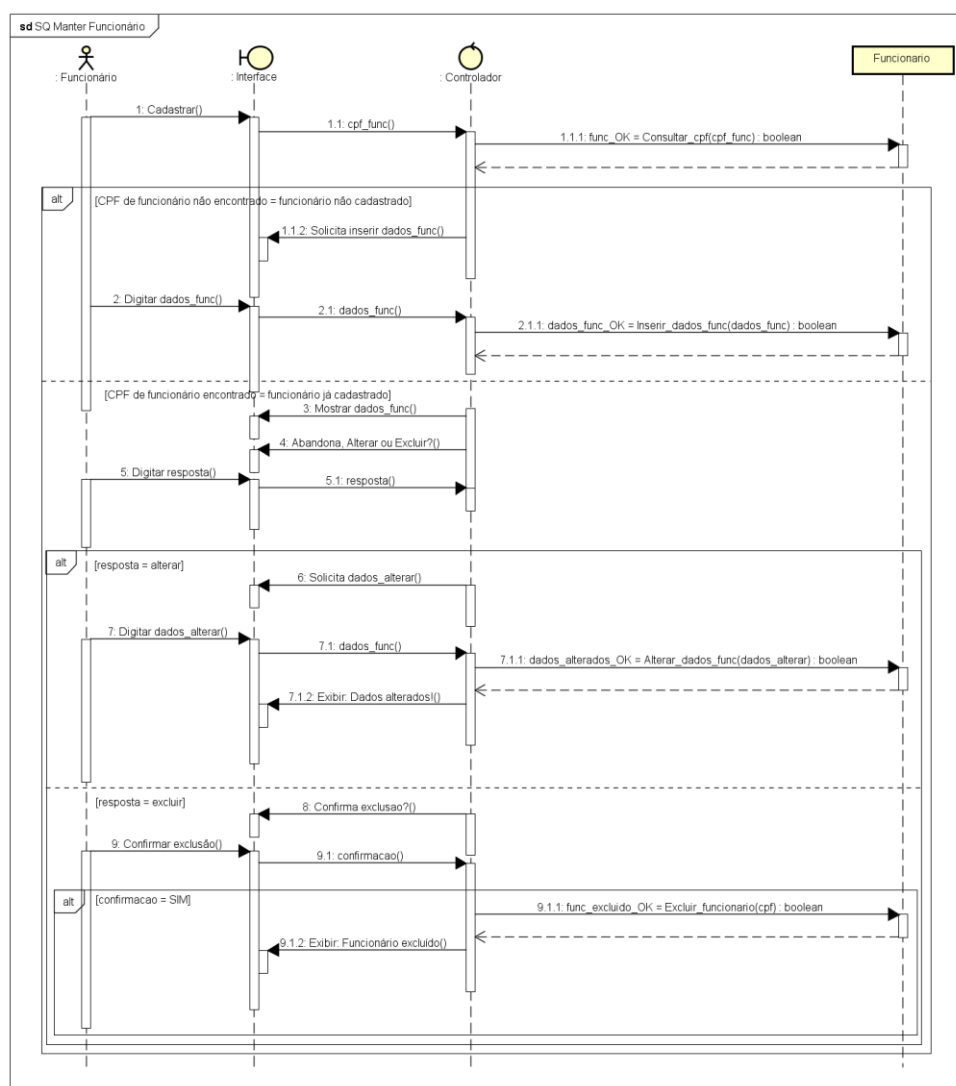 sd SQ Manter Funcionário
: Funcionário
: Interface
: Controlador
Funcionario
1: Cadastrar()
1.1: cpf_func()
1.1.1: func_OK = Consultar_cpf(cpf_func) : boolean
alt
[CPF de funcionário não encontrado = funcionário não cadastrado]
1.1.2: Solicita inserir dados_func()
2: Digitar dados_func()
2.1: dados_func()
2.1.1: dados_func_OK = Inserir_dados_func(dados_func) : boolean
[CPF de funcionário encontrado = funcionário já cadastrado]
3: Mostrar dados_func()
4: Abandona, Alterar ou Excluir?()
5: Digitar resposta()
5.1: resposta()
alt
[resposta = alterar]
6: Solicita dados_alterar()
7: Digitar dados_alterar()
7.1: dados_func()
7.1.1: dados_alterados_OK = Alterar_dados_func(dados_alterar) : boolean
7.1.2: Exibir: Dados alterados!()
[resposta = excluir]
8: Confirma exclusao?()
9: Confirmar exclusão()
9.1: confirmacao()
alt
[confirmacao = SIM]
9.1.1: func_excluido_OK = Excluir_funcionario(cpf) : boolean
9.1.2: Exibir: Funcionário excluído()